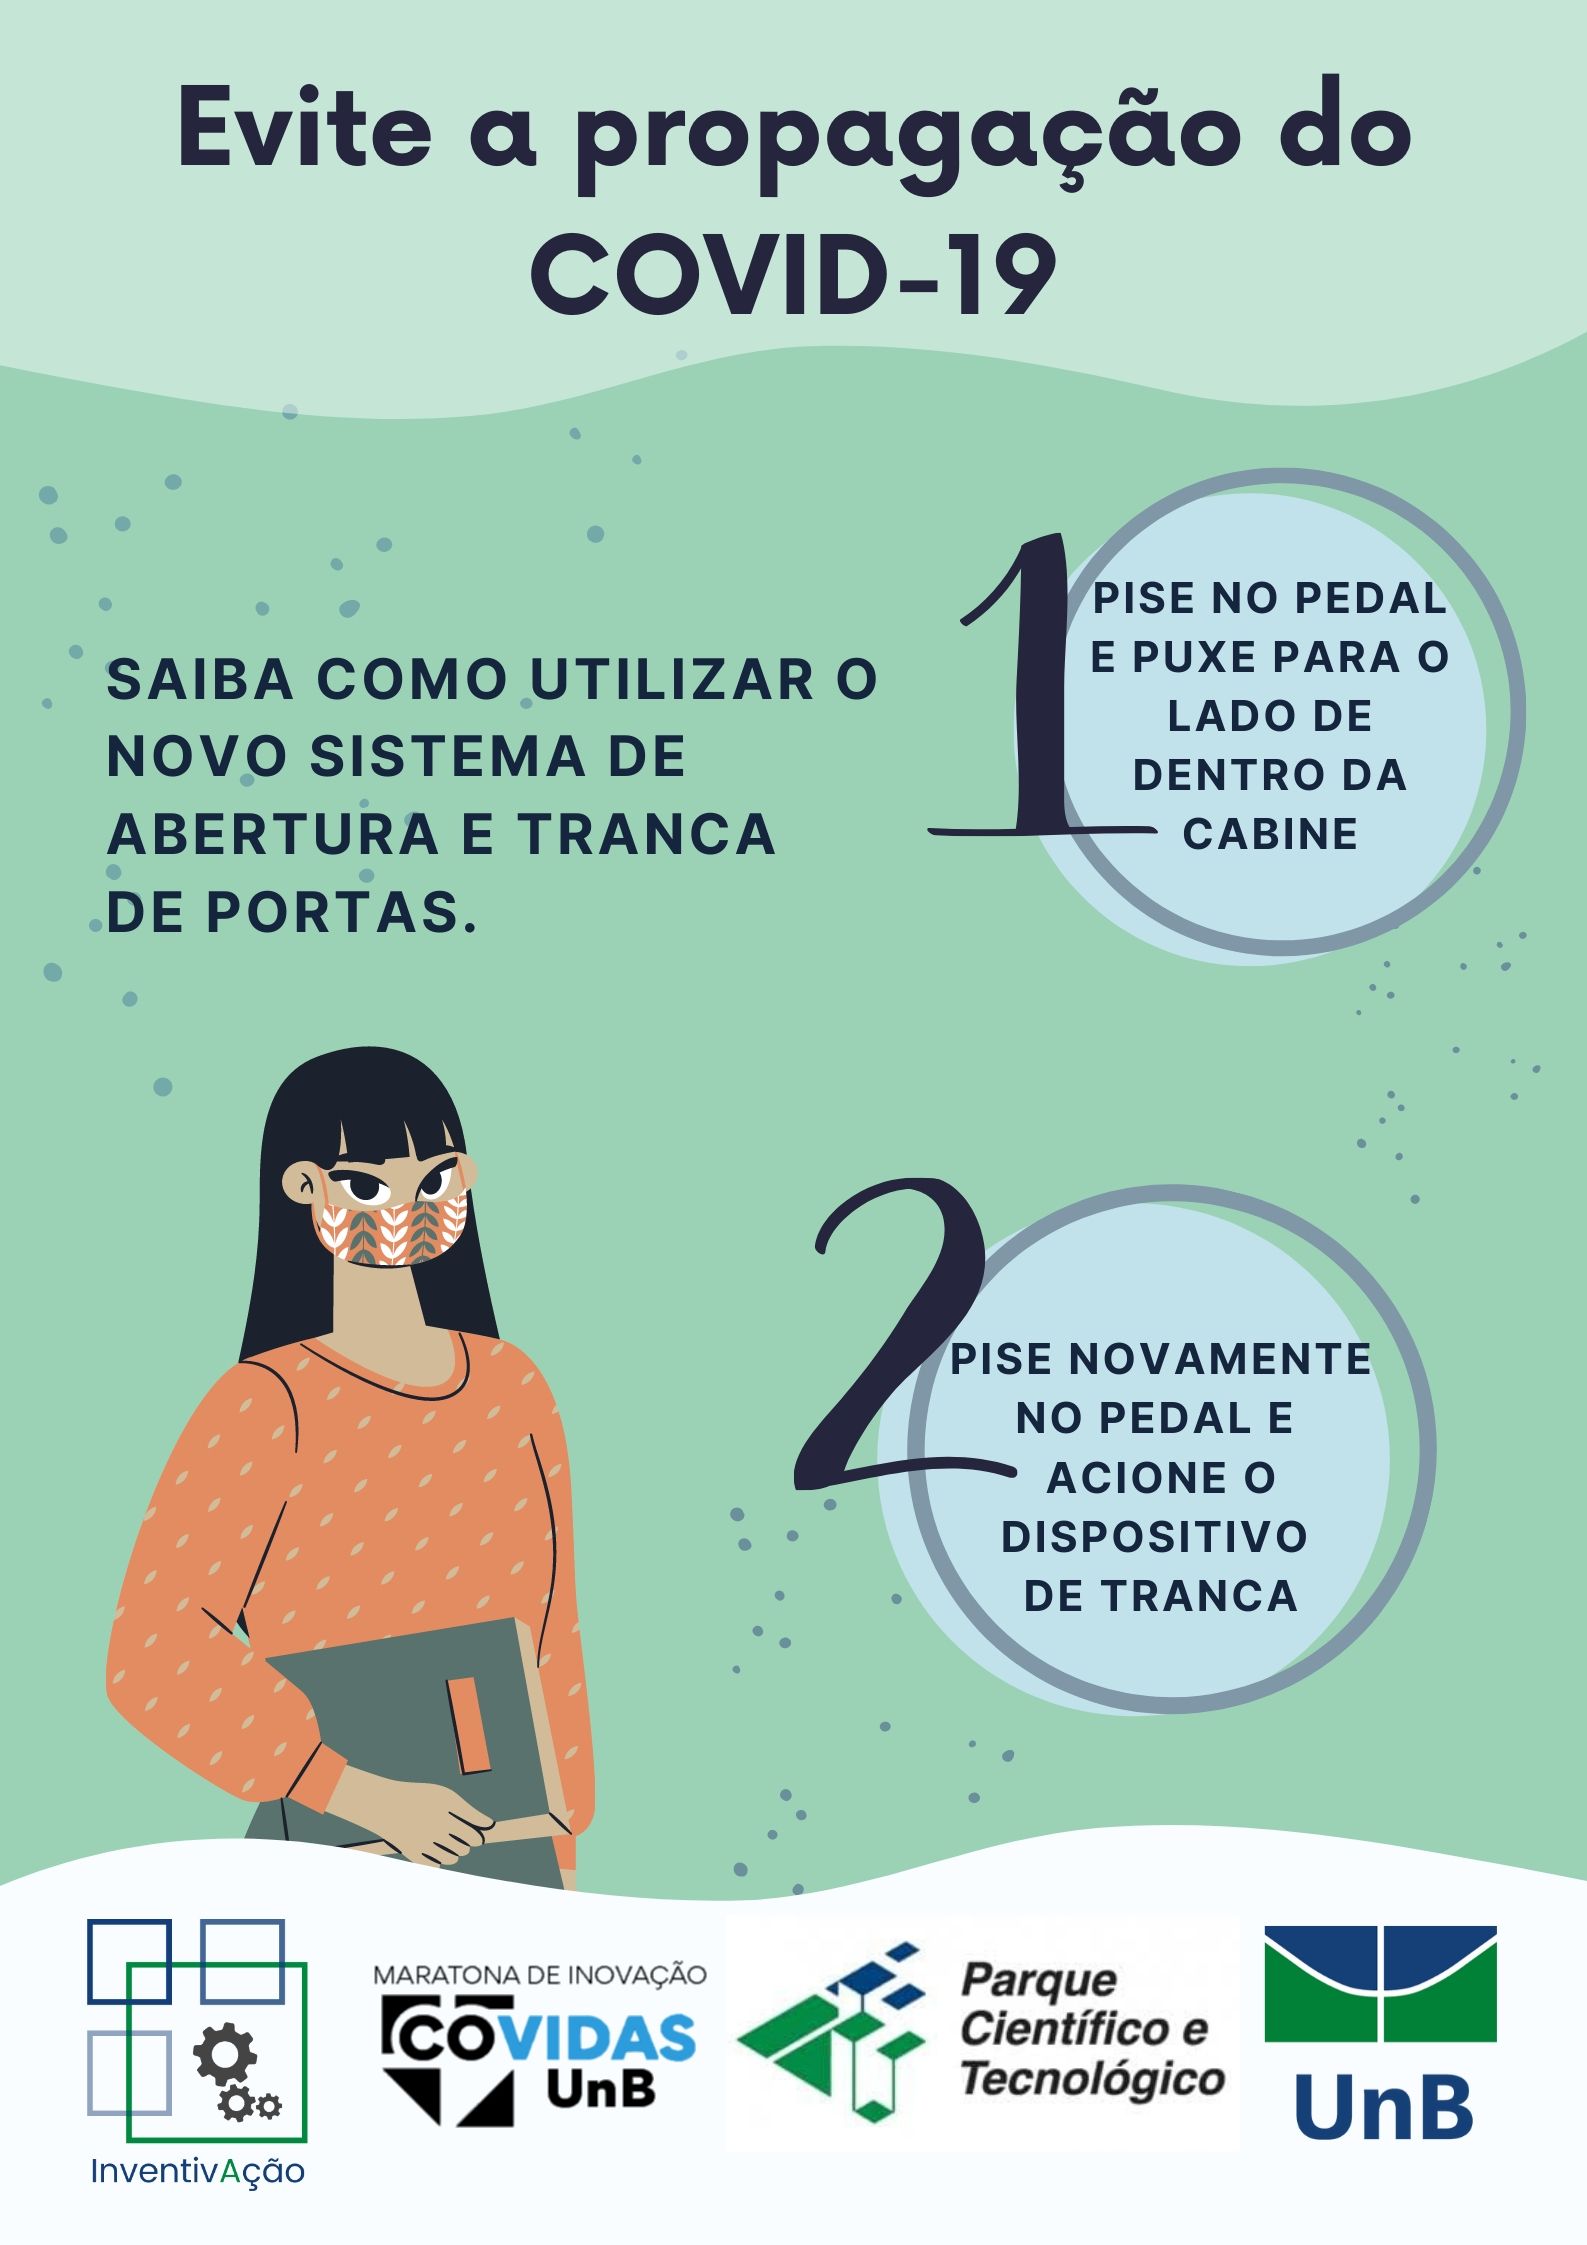 Evite a propagação do
COVID-19
SAIBA COMO UTILIZAR O
NOVO SISTEMA DE
ABERTURA E TRANCA
DE PORTAS.
1
PISE NO PEDAL
E PUXE PARA O
LADO DE
DENTRO DA
CABINE
2
PISE NOVAMENTE
NO PEDAL E
ACIONE O
DISPOSITIVO
DE TRANCA
InventivAção
MARATONA DE INOVAÇÃO
COVIDAS
UnB
Parque
Científico e
Tecnológico
UnB